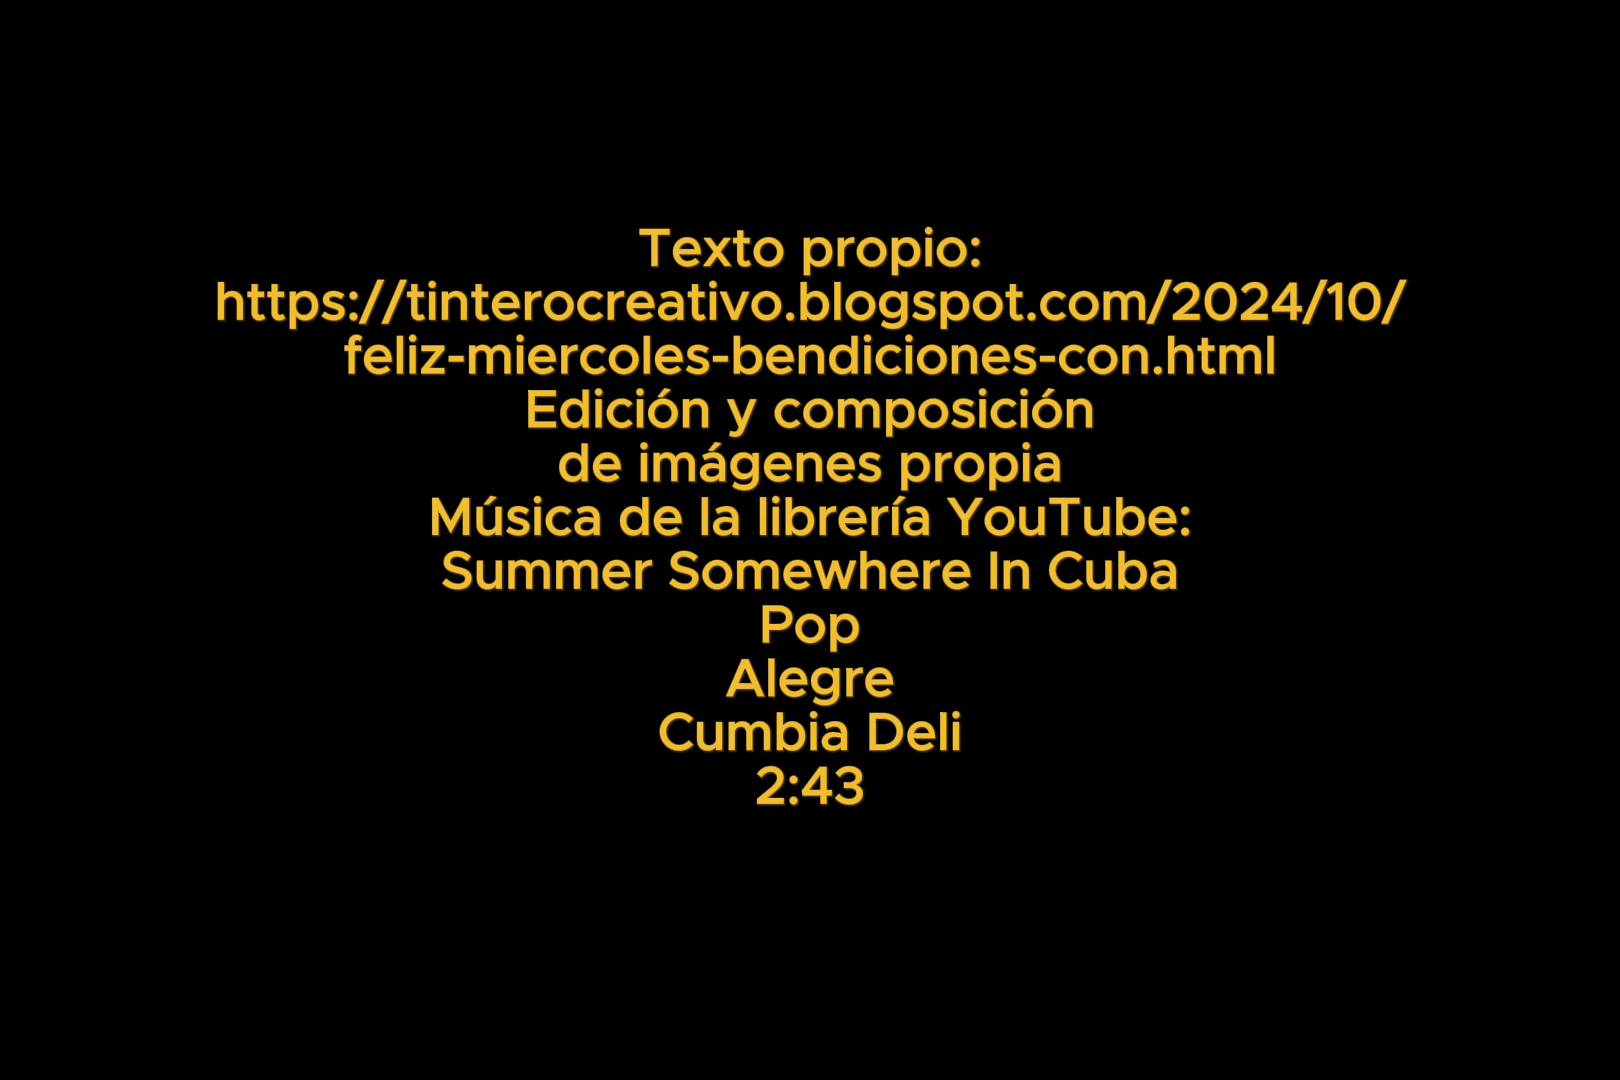 Texto propio:
https://tinterocreativo.blogspot.com/2024/10/
feliz-miercoles-bendiciones-con.html
Edición y composición
de imágenes propia
Música de la librería YouTube:
Summer Somewhere In Cuba
Pop
Alegre
Cumbia Deli
2:43